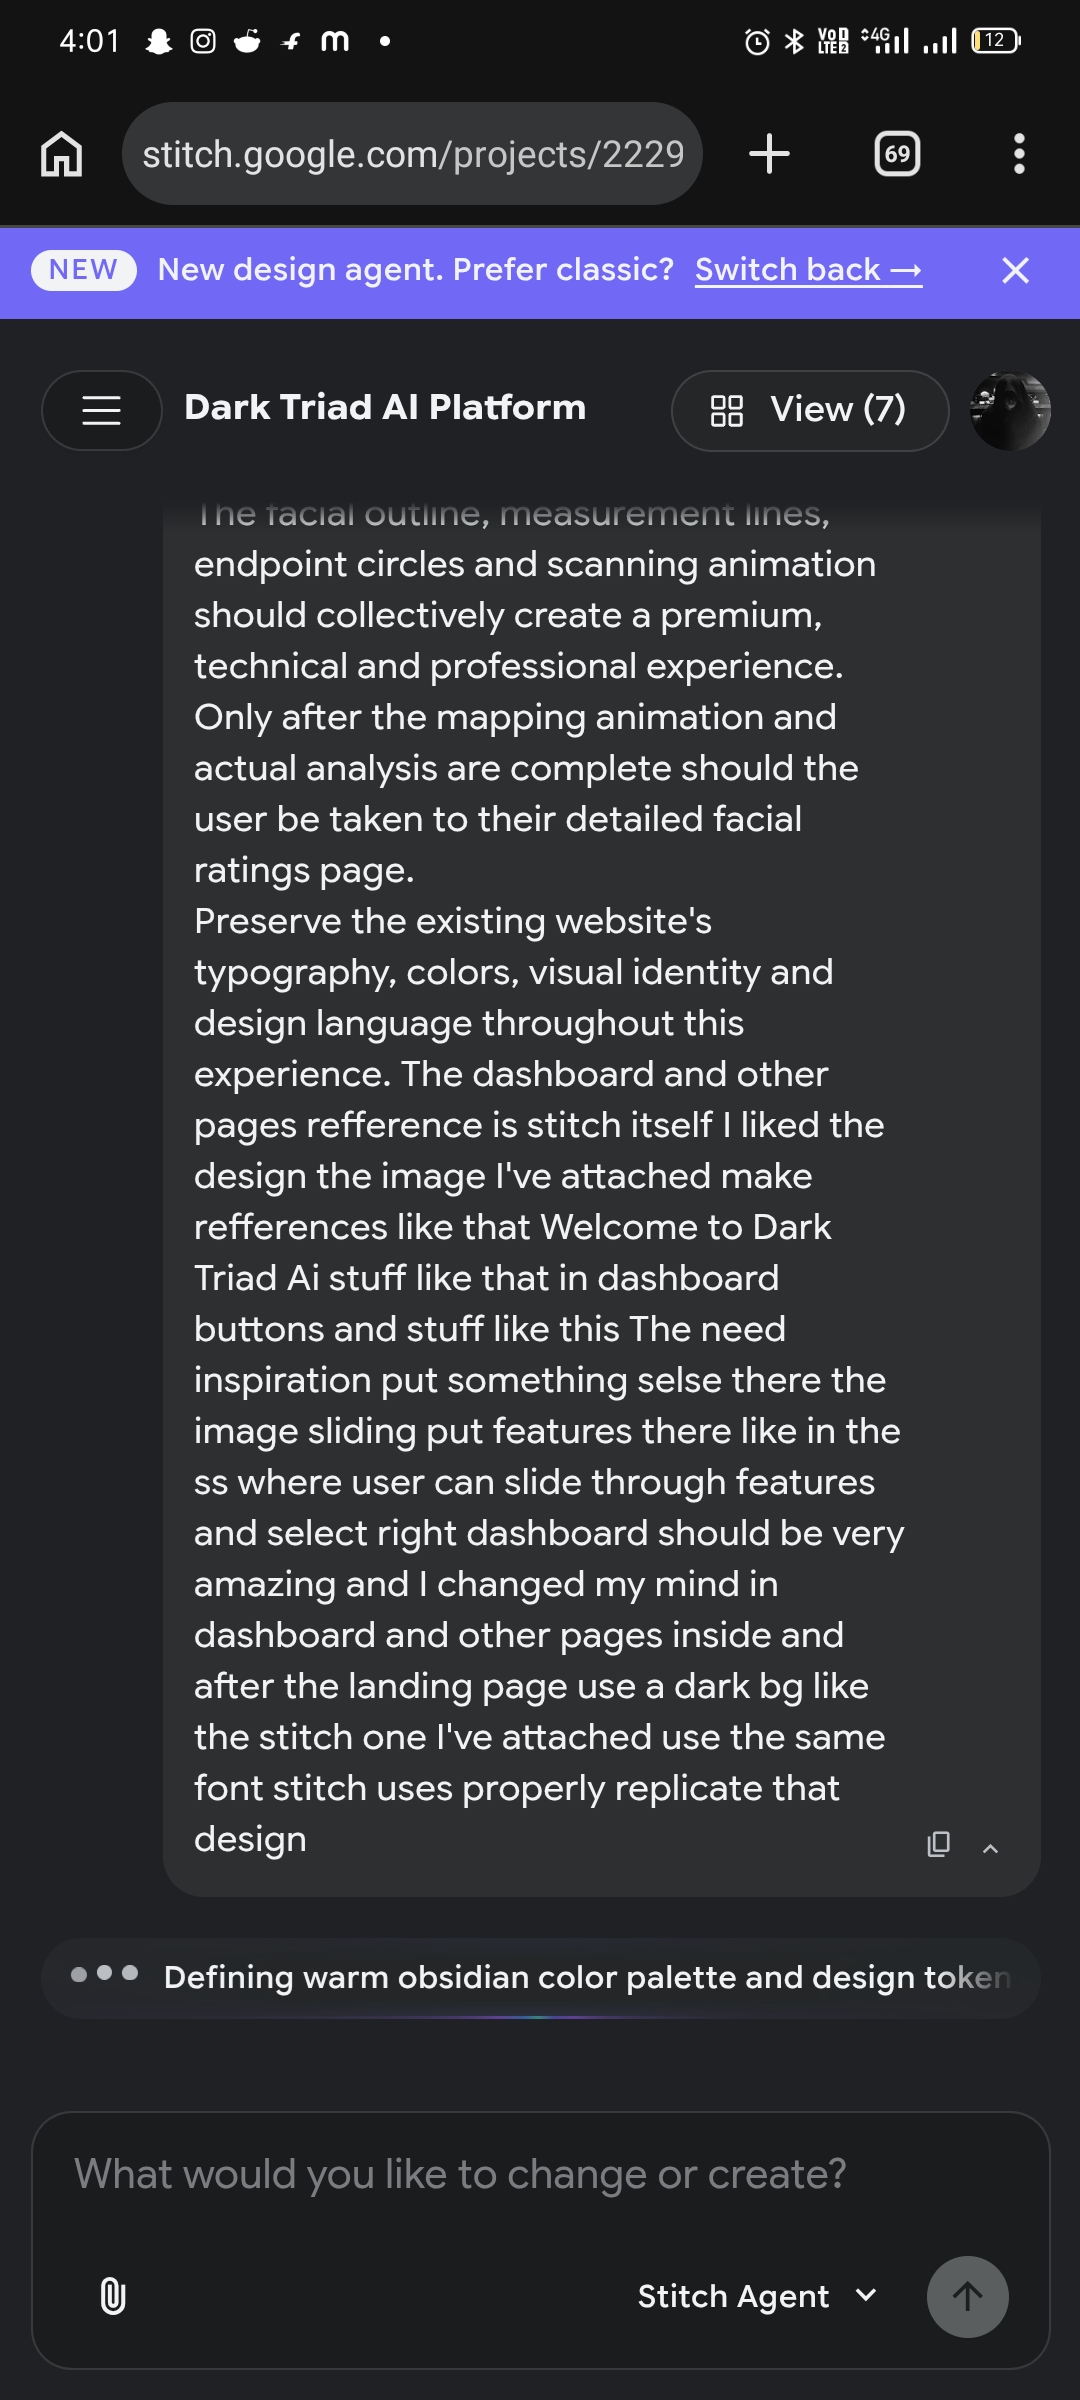 4:01
VoD
LTE2
4G
12
stitch.google.com/projects/2229
69
NEW New design agent. Prefer classic? Switch back →
Dark Triad AI Platform
View (7)
The facial outline, measurement lines,
endpoint circles and scanning animation
should collectively create a premium,
technical and professional experience.
Only after the mapping animation and
actual analysis are complete should the
user be taken to their detailed facial
ratings page.
Preserve the existing website's
typography, colors, visual identity and
design language throughout this
experience. The dashboard and other
pages refference is stitch itself I liked the
design the image I've attached make
refferences like that Welcome to Dark
Triad Ai stuff like that in dashboard
buttons and stuff like this The need
inspiration put something selse there the
image sliding put features there like in the
ss where user can slide through features
and select right dashboard should be very
amazing and I changed my mind in
dashboard and other pages inside and
after the landing page use a dark bg like
the stitch one I've attached use the same
font stitch uses properly replicate that
design
Defining warm obsidian color palette and design token
What would you like to change or create?
Stitch Agent